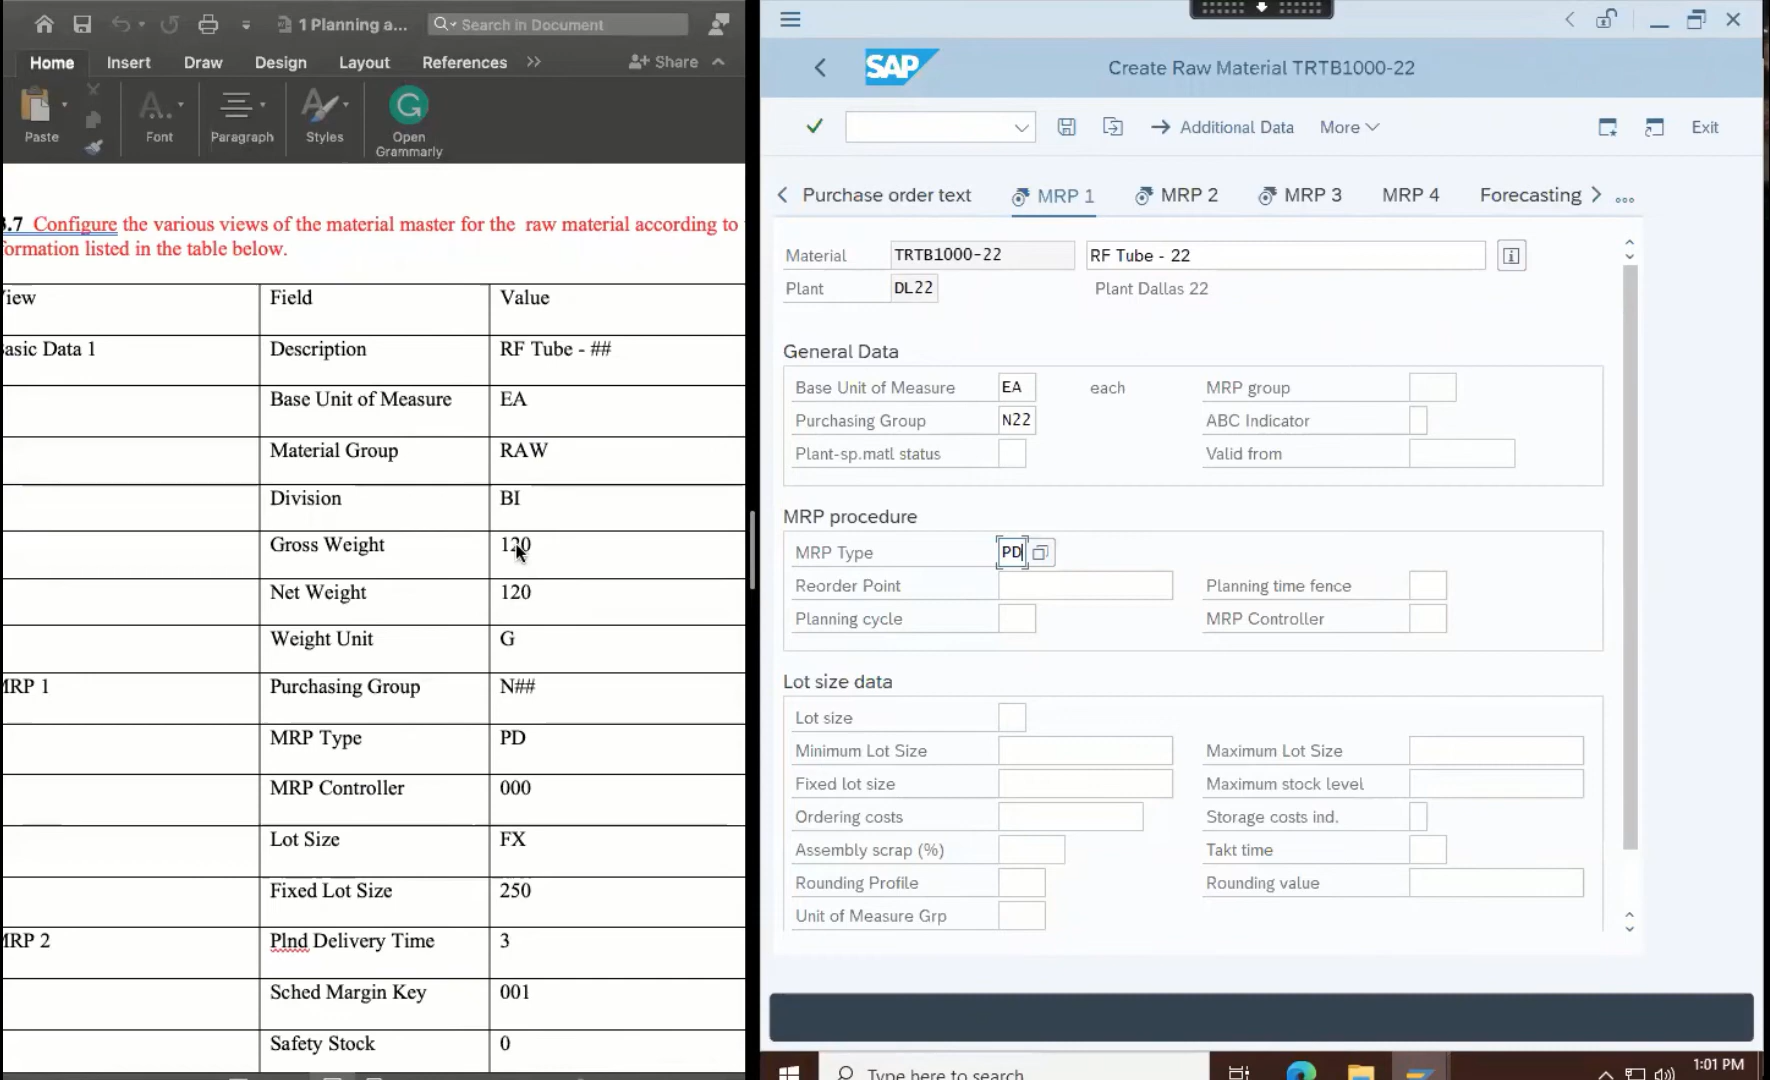 1 Planning a...
Search in Document
Home
Insert
Draw
Design
Layout
References
Share
Paste
Font
Paragraph
Styles
Open
Grammarly
3.7 Configure the various views of the material master for the raw material according to
formation listed in the table below.
View Field Value
Basic Data 1 Description RF Tube - ##
Base Unit of Measure EA
Material Group RAW
Division BI
Gross Weight 120
Net Weight 120
Weight Unit G
MRP 1 Purchasing Group N##
MRP Type PD
MRP Controller 000
Lot Size FX
Fixed Lot Size 250
MRP 2 Plnd Delivery Time 3
Sched Margin Key 001
Safety Stock 0
SAP
Create Raw Material TRTB1000-22
Additional Data
More
Exit
Purchase order text
MRP 1
MRP 2
MRP 3
MRP 4
Forecasting
Material TRTB1000-22 RF Tube - 22
Plant DL22 Plant Dallas 22
General Data
Base Unit of Measure EA each MRP group
Purchasing Group N22 ABC Indicator
Plant-sp.matl status Valid from
MRP procedure
MRP Type PD
Reorder Point Planning time fence
Planning cycle MRP Controller
Lot size data
Lot size
Minimum Lot Size Maximum Lot Size
Fixed lot size Maximum stock level
Ordering costs Storage costs ind.
Assembly scrap (%) Takt time
Rounding Profile Rounding value
Unit of Measure Grp
Type here to search
1:01 PM